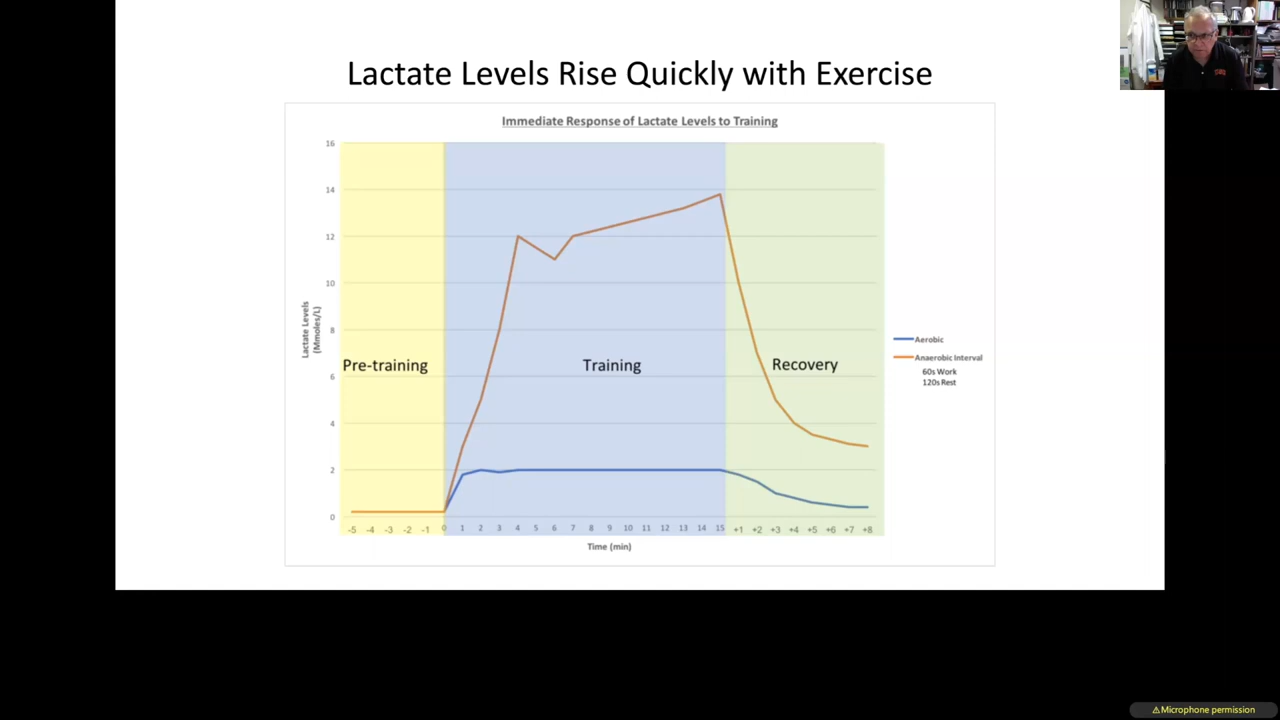 Lactate Levels Rise Quickly with Exercise
Immediate Response of Lactate Levels to Training
16
14
12
10
8
6
4
2
0
Lactate Levels
(Mmoles/L)
Pre-training
Training
Recovery
Aerobic
Anaerobic Interval
60s Work
120s Rest
-5 -4 -3 -2 -1 0 1 2 3 4 5 6 7 8 9 10 11 12 13 14 15 +1 +2 +3 +4 +5 +6 +7 +8
Time (min)
⚠Microphone permission